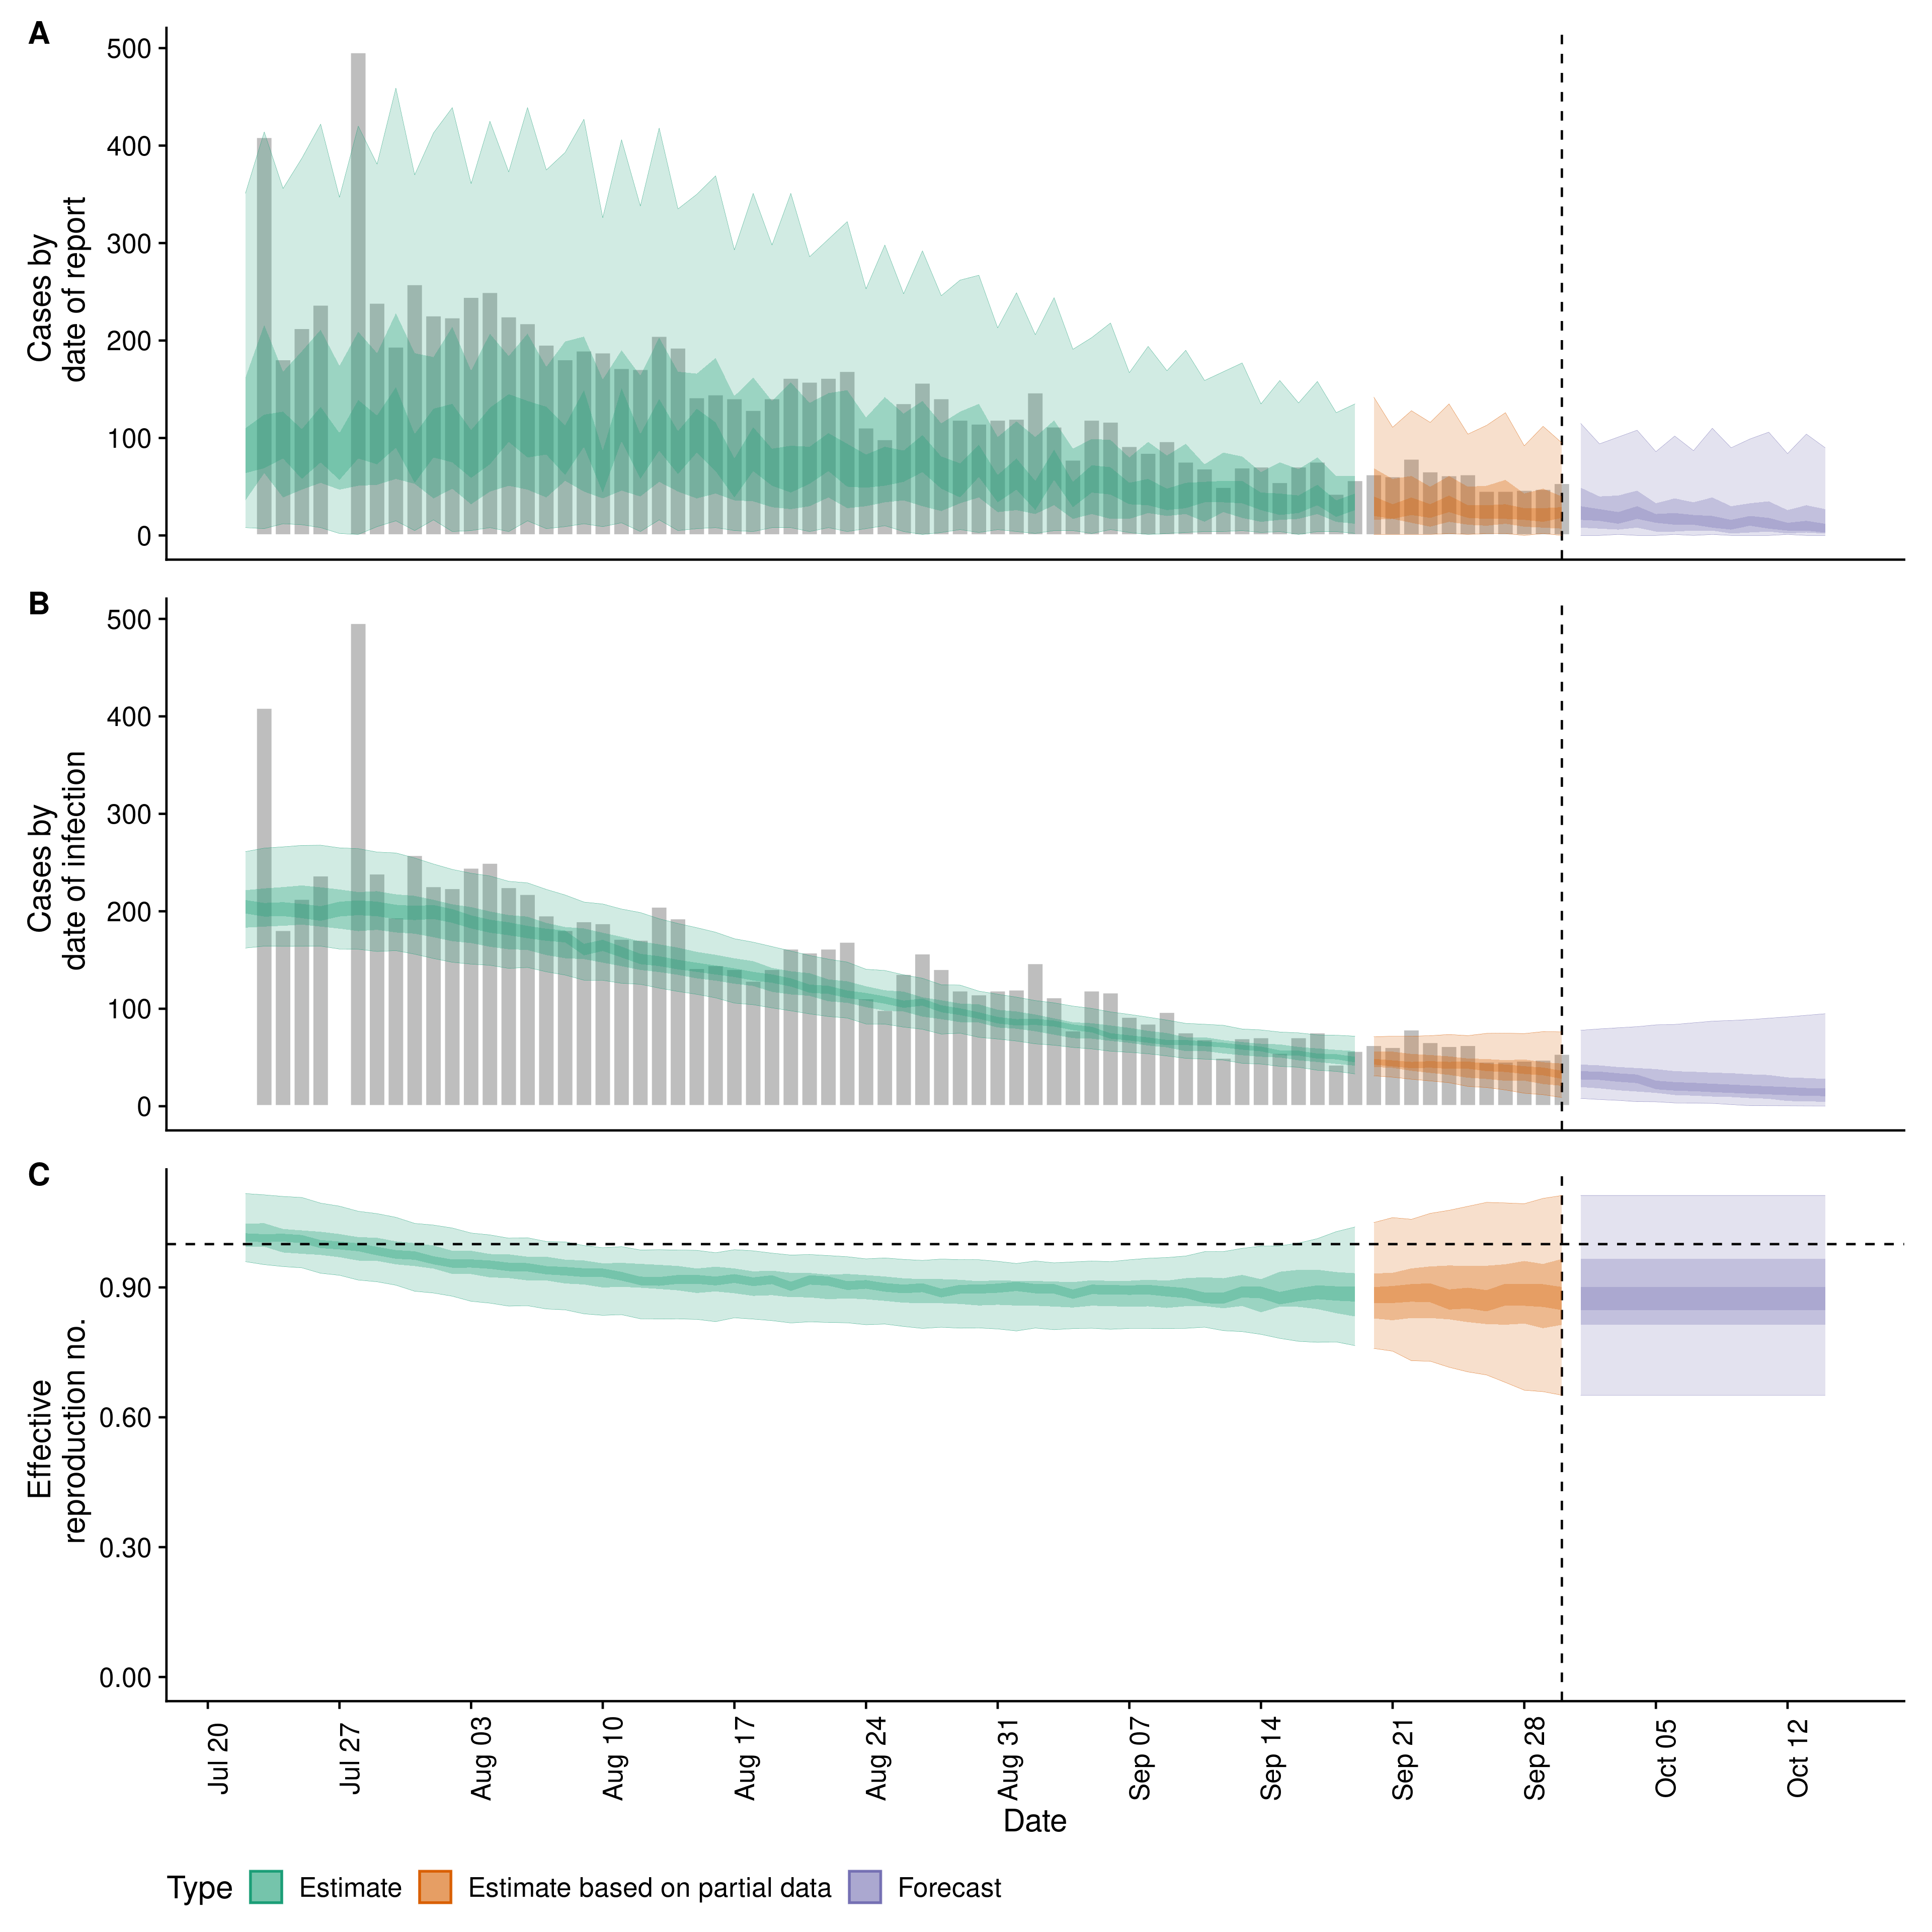 A
500
400
300
200
100
0
Cases by
date of report
B
500
400
300
200
100
0
Cases by
date of infection
C
0.90
0.60
0.30
0.00
Effective
reproduction no.
Jul 20
Jul 27
Aug 03
Aug 10
Aug 17
Aug 24
Aug 31
Sep 07
Sep 14
Sep 21
Sep 28
Oct 05
Oct 12
Date
Type Estimate Estimate based on partial data Forecast